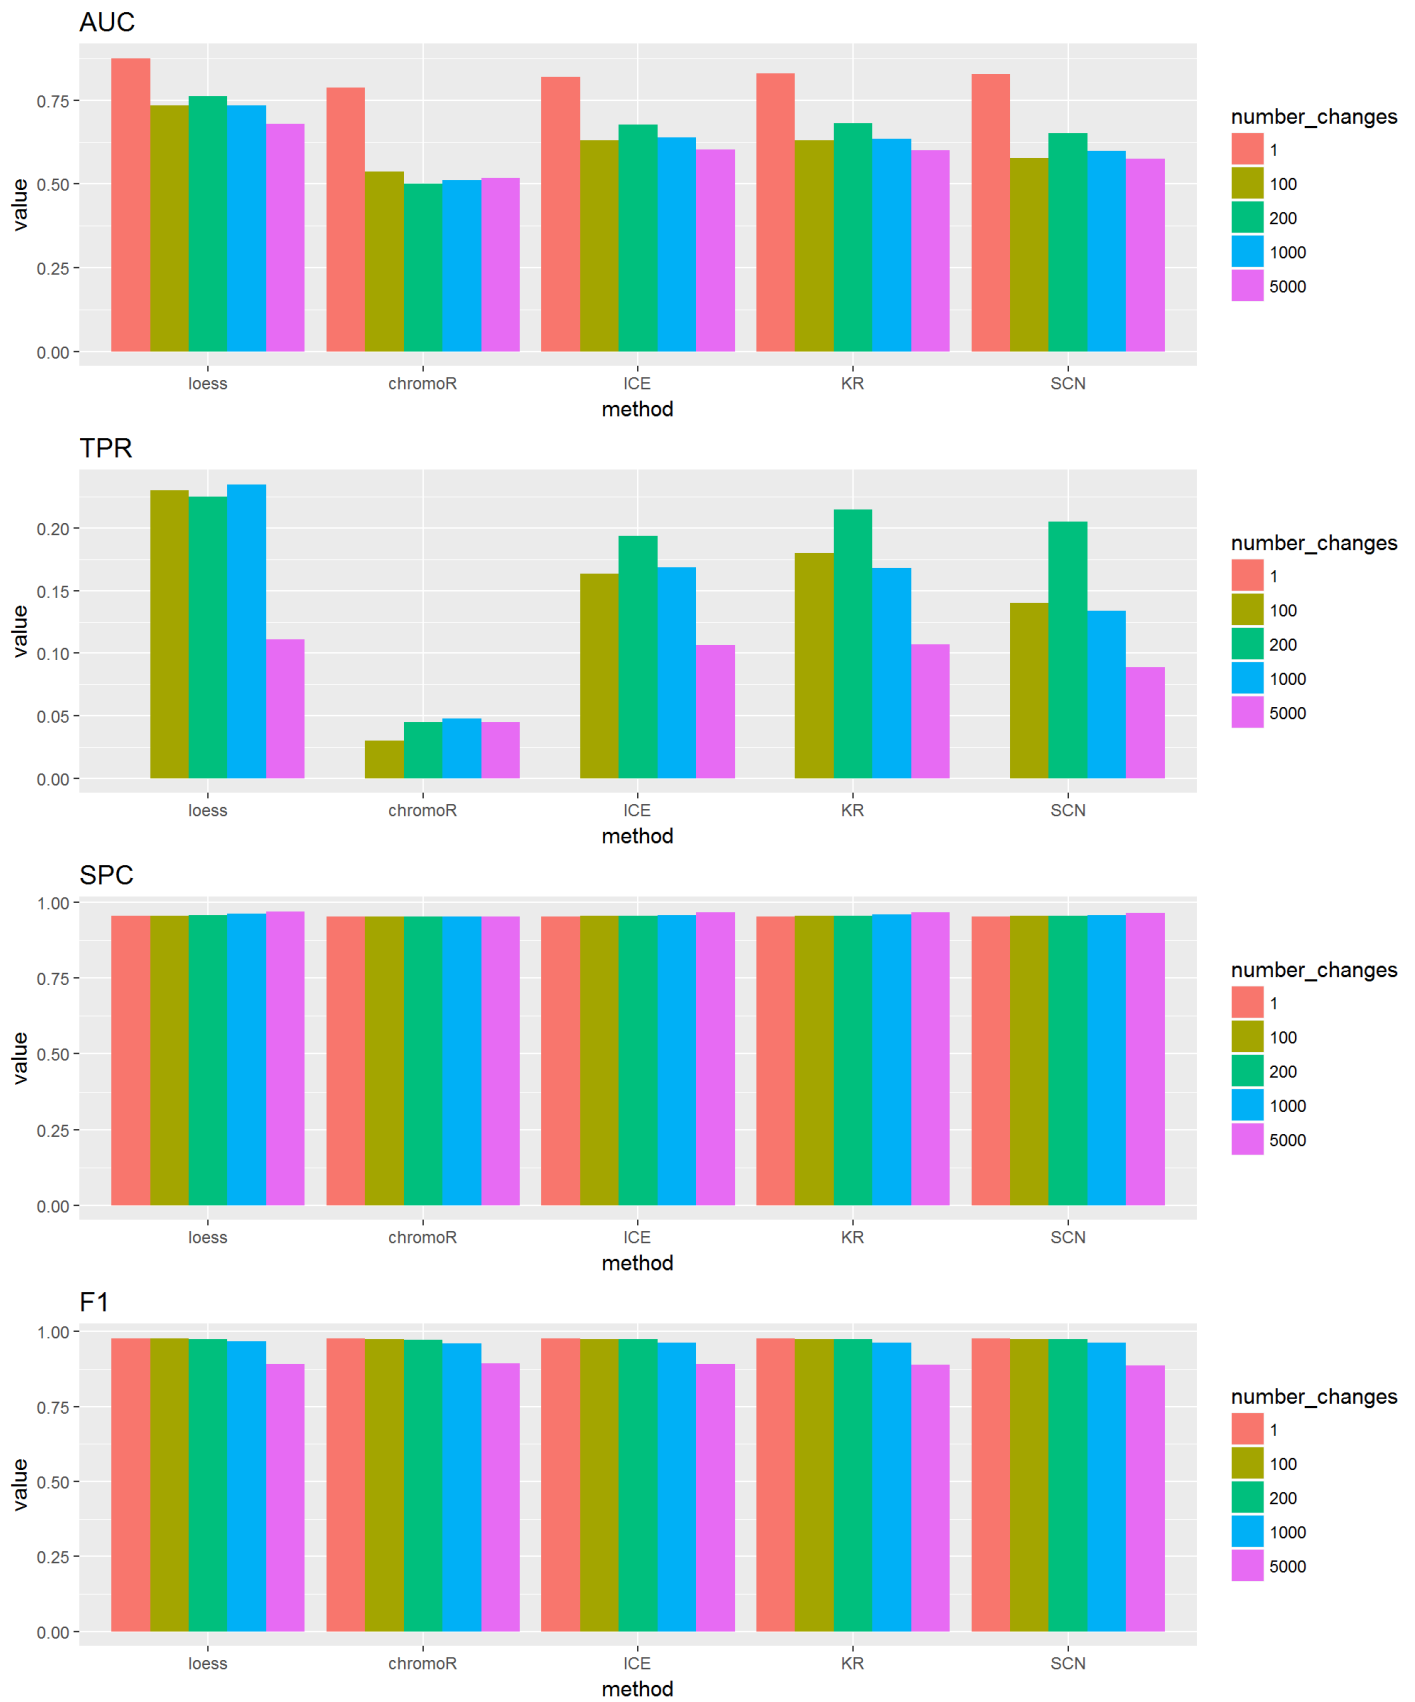 AUC
value
0.75
0.50
0.25
0.00
loess chromoR ICE KR SCN
method
number_changes
1
100
200
1000
5000
TPR
value
0.20
0.15
0.10
0.05
0.00
loess chromoR ICE KR SCN
method
number_changes
1
100
200
1000
5000
SPC
value
1.00
0.75
0.50
0.25
0.00
loess chromoR ICE KR SCN
method
number_changes
1
100
200
1000
5000
F1
value
1.00
0.75
0.50
0.25
0.00
loess chromoR ICE KR SCN
method
number_changes
1
100
200
1000
5000